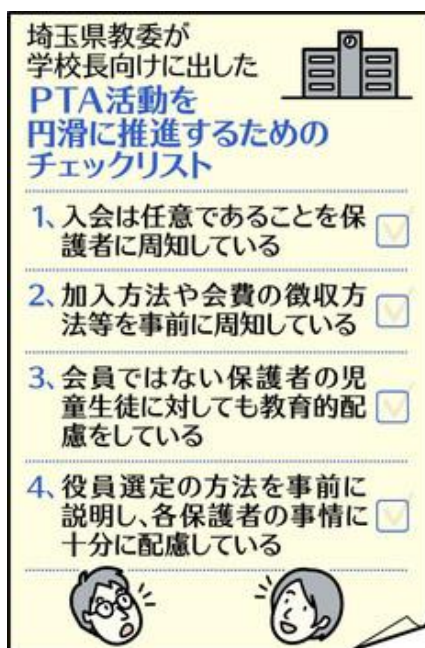 埼玉県教委が
学校長向けに出した
PTA活動を
円滑に推進するための
チェックリスト
1、入会は任意であることを保
護者に周知している
2、加入方法や会費の徴収方
法等を事前に周知している
3、会員ではない保護者の児
童生徒に対しても教育的配
慮をしている
4、役員選定の方法を事前に
説明し、各保護者の事情に
十分に配慮している